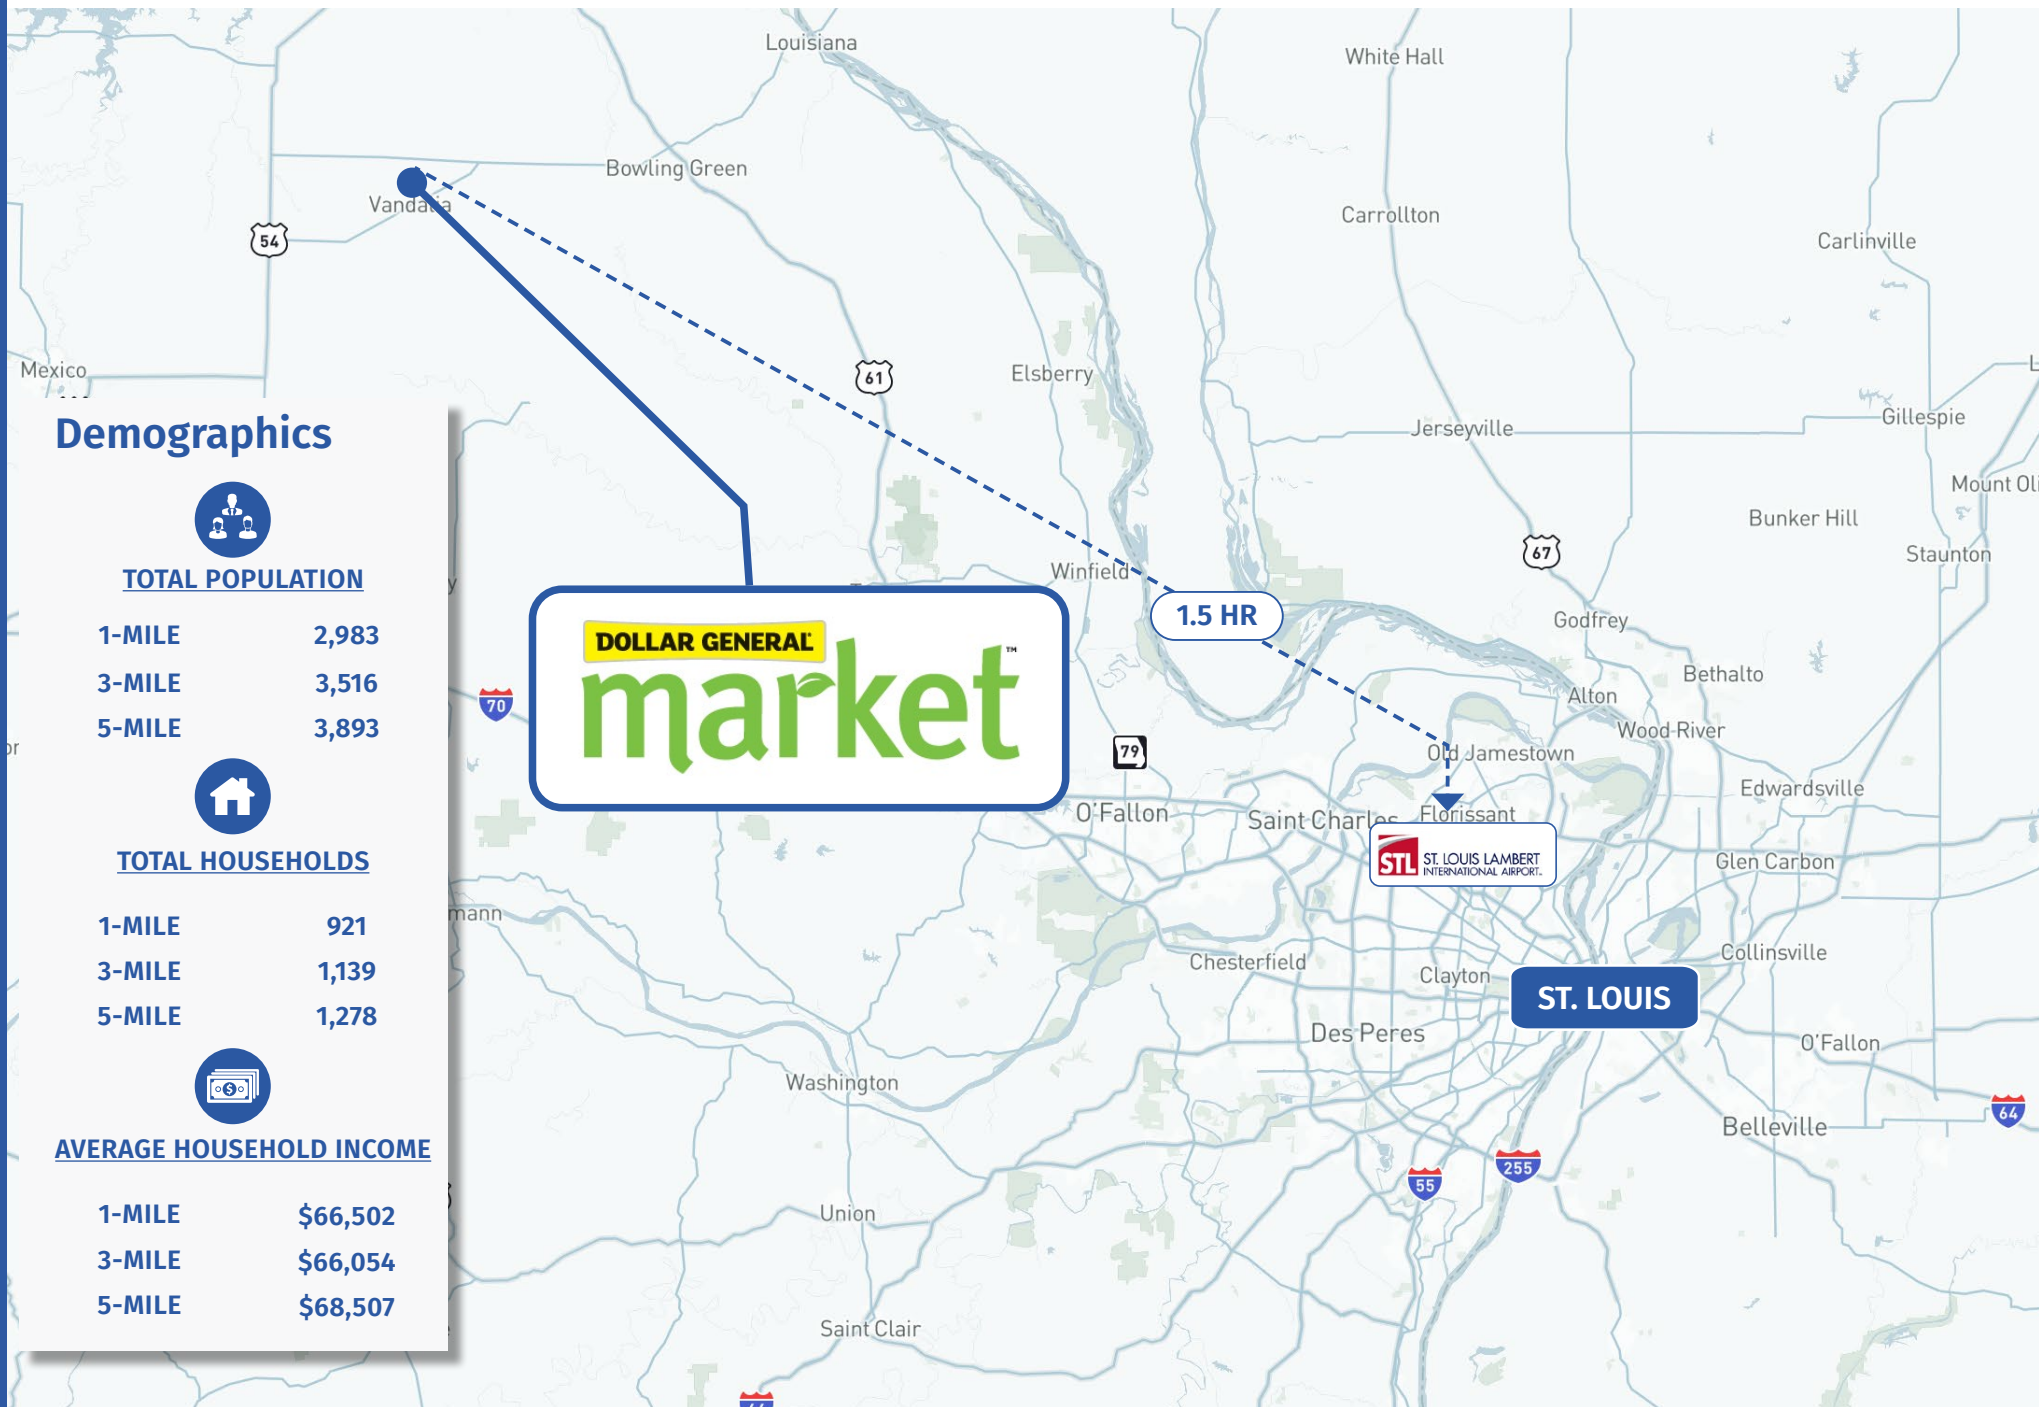 Louisiana
White Hall
Bowling Green
Vandalia
Carrollton
54
Carlinville
Mexico
61
Elsberry
Gillespie
Jerseyville
Mount Oli
Bunker Hill
67
Staunton
Winfield
1.5 HR
Godfrey
Bethalto
Alton
Wood River
Old Jamestown
Edwardsville
70
79
O'Fallon
Saint Charles
Florissant
Glen Carbon
mann
Chesterfield
Clayton
Collinsville
ST. LOUIS
Des Peres
O'Fallon
Washington
Belleville
64
255
55
Union
Saint Clair
44
DOLLAR GENERAL
market™
STL ST. LOUIS LAMBERT
INTERNATIONAL AIRPORT
Demographics
TOTAL POPULATION
1-MILE 2,983
3-MILE 3,516
5-MILE 3,893
TOTAL HOUSEHOLDS
1-MILE 921
3-MILE 1,139
5-MILE 1,278
AVERAGE HOUSEHOLD INCOME
1-MILE $66,502
3-MILE $66,054
5-MILE $68,507